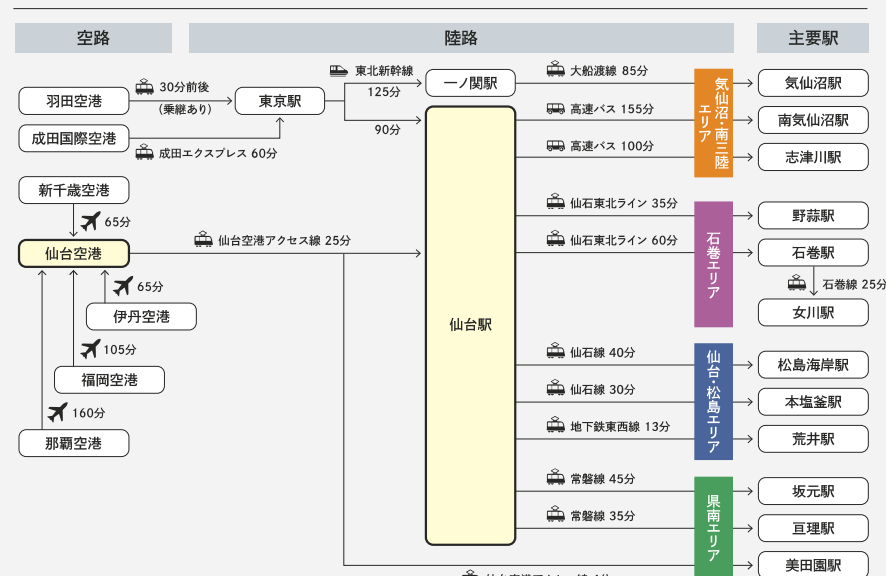 空路
陸路
主要駅
羽田空港
30分前後
(乗継あり)
東京駅
東北新幹線
125分
90分
成田国際空港
成田エクスプレス 60分
新千歳空港
65分
仙台空港
仙台空港アクセス線 25分
65分
伊丹空港
105分
福岡空港
160分
那覇空港
一ノ関駅
仙台駅
大船渡線 85分
高速バス 155分
高速バス 100分
気仙沼・南三陸
エリア
気仙沼駅
南気仙沼駅
志津川駅
仙石東北ライン 35分
仙石東北ライン 60分
石巻エリア
野蒜駅
石巻駅
石巻線 25分
女川駅
仙石線 40分
仙石線 30分
地下鉄東西線 13分
仙台・松島エリア
松島海岸駅
本塩釜駅
荒井駅
常磐線 45分
常磐線 35分
県南エリア
坂元駅
亘理駅
美田園駅